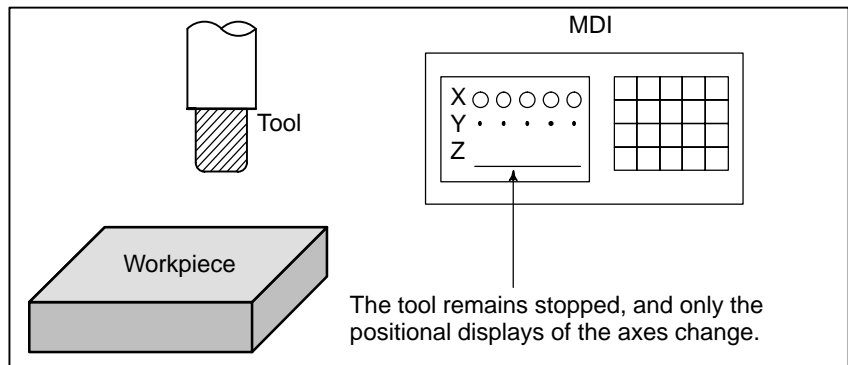 MDI
Tool
X
Y
Z
Workpiece
The tool remains stopped, and only the
positional displays of the axes change.